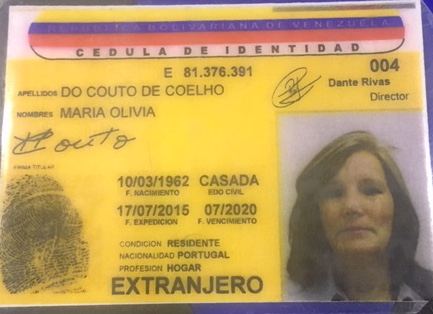 REPUBLICA BOLIVARIANA DE VENEZUELA
CEDULA DE IDENTIDAD
E 81.376.391
004
Dante Rivas
Director
APELLIDOS DO COUTO DE COELHO
NOMBRES MARIA OLIVIA
FIRMA TITULAR
10/03/1962 CASADA
F. NACIMIENTO EDO CIVIL
17/07/2015 07/2020
F. EXPEDICION F. VENCIMIENTO
CONDICION RESIDENTE
NACIONALIDAD PORTUGAL
PROFESION HOGAR
EXTRANJERO